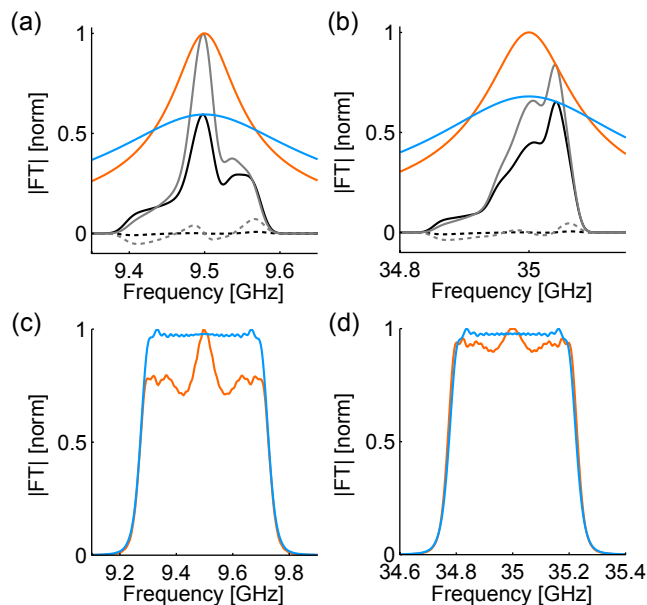 (a)
(b)
|FT| [norm]
1
0.5
0
9.4
9.5
9.6
Frequency [GHz]
|FT| [norm]
1
0.5
0
34.8
35
Frequency [GHz]
(c)
(d)
|FT| [norm]
1
0.5
0
9.2
9.4
9.6
9.8
Frequency [GHz]
|FT| [norm]
1
0.5
0
34.6
34.8
35
35.2
35.4
Frequency [GHz]